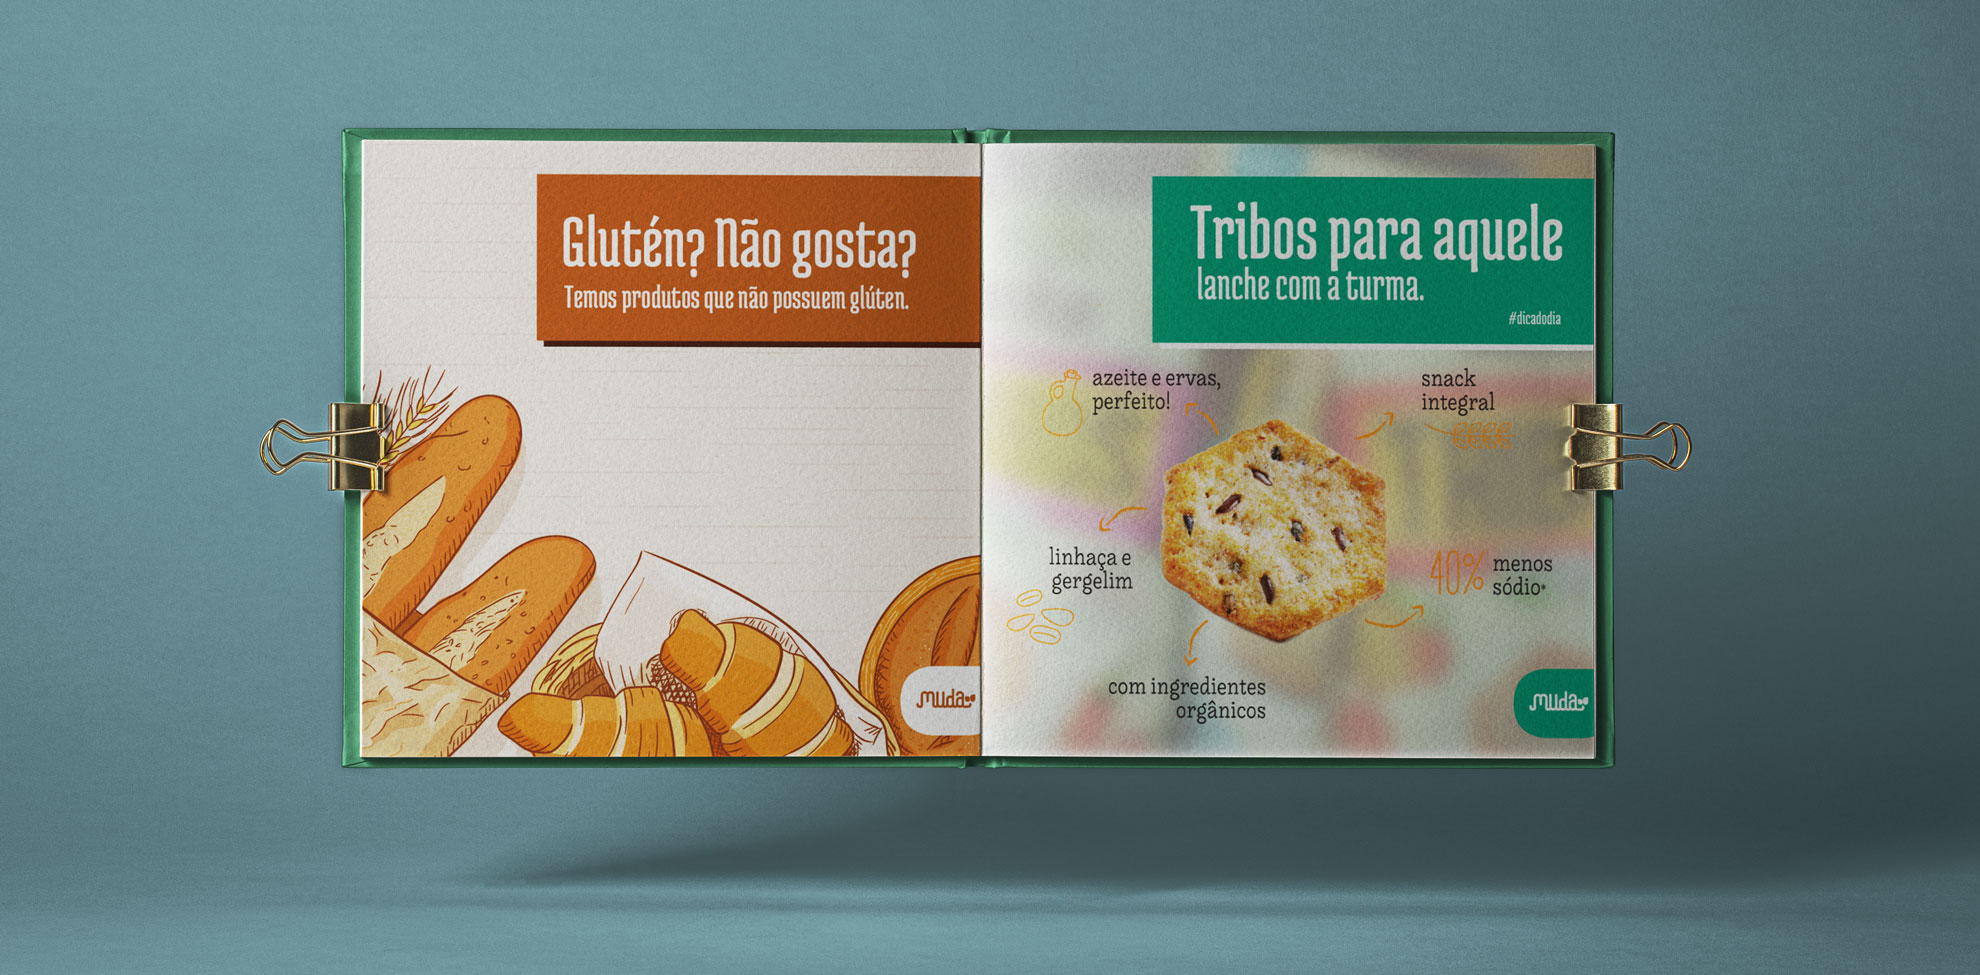 Glutén? Não gosta?
Temos produtos que não possuem glúten.
muda
Tribos para aquele
lanche com a turma.
#dicadodia
azeite e ervas,
perfeito!
snack
integral
linhaça e
gergelim
40% menos
sódio*
com ingredientes
orgânicos
muda